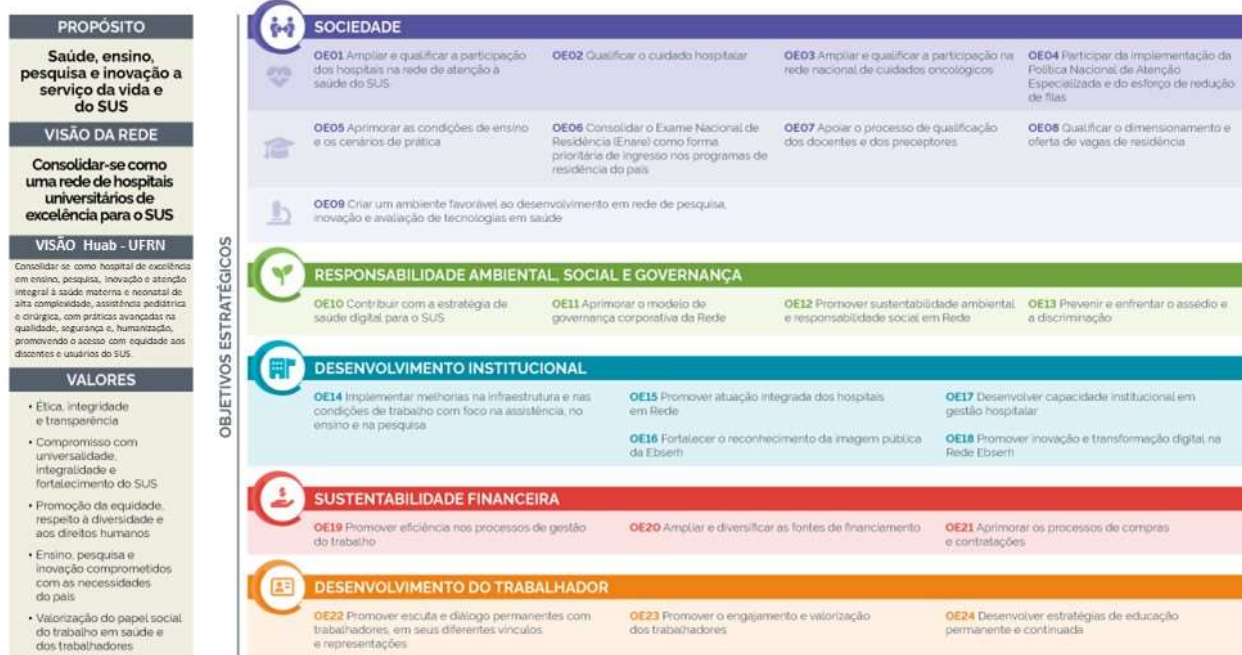 PROPÓSITO
Saúde, ensino,
pesquisa e inovação a
serviço da vida e
do SUS
VISÃO DA REDE
Consolidar-se como
uma rede de hospitais
universitários de
excelência para o SUS
VISÃO Huab - UFRN
Consolidar-se como hospital de excelência
em ensino, pesquisa, inovação e atenção
integral à saúde materna e neonatal de
alta complexidade, assistência pediátrica
e cirúrgica, com práticas avançadas na
qualidade, segurança e, humanização,
promovendo o acesso com equidade aos
discentes e usuários do SUS.
VALORES
• Ética, integridade
e transparência
• Compromisso com
universalidade,
integralidade e
fortalecimento do SUS
• Promoção da equidade,
respeito à diversidade e
aos direitos humanos
• Ensino, pesquisa e
inovação comprometidos
com as necessidades
do país
• Valorização do papel social
do trabalho em saúde e
dos trabalhadores
OBJETIVOS ESTRATÉGICOS
SOCIEDADE
OE01 Ampliar e qualificar a participação
dos hospitais na rede de atenção à
saúde do SUS
OE02 Qualificar o cuidado hospitalar
OE03 Ampliar e qualificar a participação na
rede nacional de cuidados oncológicos
OE04 Participar da implementação da
Política Nacional de Atenção
Especializada e do esforço de redução
de filas
OE05 Aprimorar as condições de ensino
e os cenários de prática
OE06 Consolidar o Exame Nacional de
Residência (Enare) como forma
prioritária de ingresso nos programas de
residência do país
OE07 Apoiar o processo de qualificação
dos docentes e dos preceptores
OE08 Qualificar o dimensionamento e
oferta de vagas de residência
OE09 Criar um ambiente favorável ao desenvolvimento em rede de pesquisa,
inovação e avaliação de tecnologias em saúde
RESPONSABILIDADE AMBIENTAL, SOCIAL E GOVERNANÇA
OE10 Contribuir com a estratégia de
saúde digital para o SUS
OE11 Aprimorar o modelo de
governança corporativa da Rede
OE12 Promover sustentabilidade ambiental
e responsabilidade social em Rede
OE13 Prevenir e enfrentar o assédio e
a discriminação
DESENVOLVIMENTO INSTITUCIONAL
OE14 Implementar melhorias na infraestrutura e nas
condições de trabalho com foco na assistência, no
ensino e na pesquisa
OE15 Promover atuação integrada dos hospitais
em Rede
OE16 Fortalecer o reconhecimento da imagem pública
da Ebserh
OE17 Desenvolver capacidade institucional em
gestão hospitalar
OE18 Promover inovação e transformação digital na
Rede Ebserh
SUSTENTABILIDADE FINANCEIRA
OE19 Promover eficiência nos processos de gestão
do trabalho
OE20 Ampliar e diversificar as fontes de financiamento
OE21 Aprimorar os processos de compras
e contratações
DESENVOLVIMENTO DO TRABALHADOR
OE22 Promover escuta e diálogo permanentes com
trabalhadores, em seus diferentes vínculos
e representações
OE23 Promover o engajamento e valorização
dos trabalhadores
OE24 Desenvolver estratégias de educação
permanente e continuada